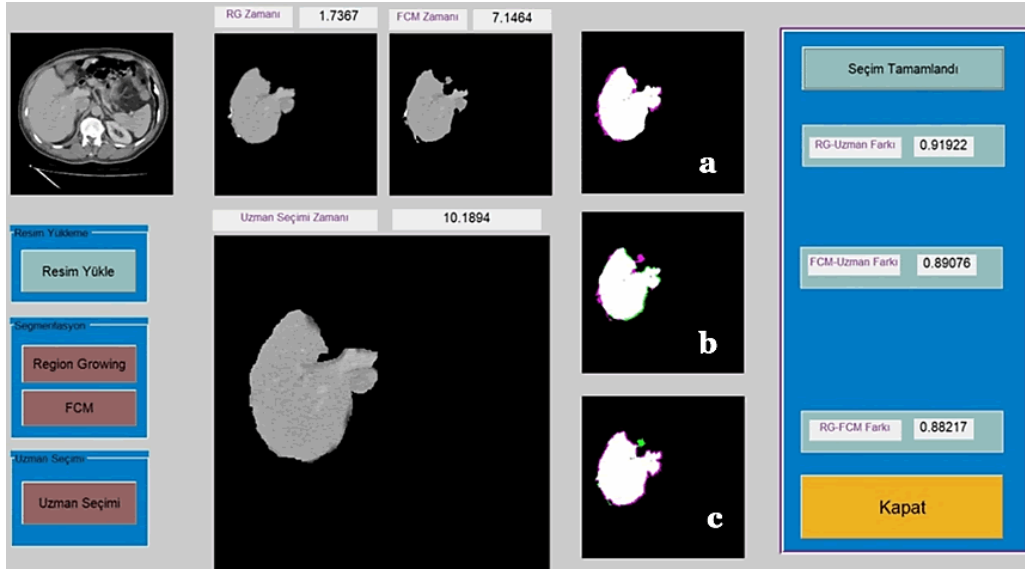 RG Zamanı 1.7367 FCM Zamanı 7.1464
Seçim Tamamlandı
RG-Uzman Farkı 0.91922
a
Uzman Seçimi Zamanı 10.1894
Resim Yükleme
Resim Yükle
FCM-Uzman Farkı 0.89076
b
Segmentasyon
Region Growing
FCM
RG-FCM Farkı 0.88217
Uzman Seçimi
Uzman Seçimi
c
Kapat